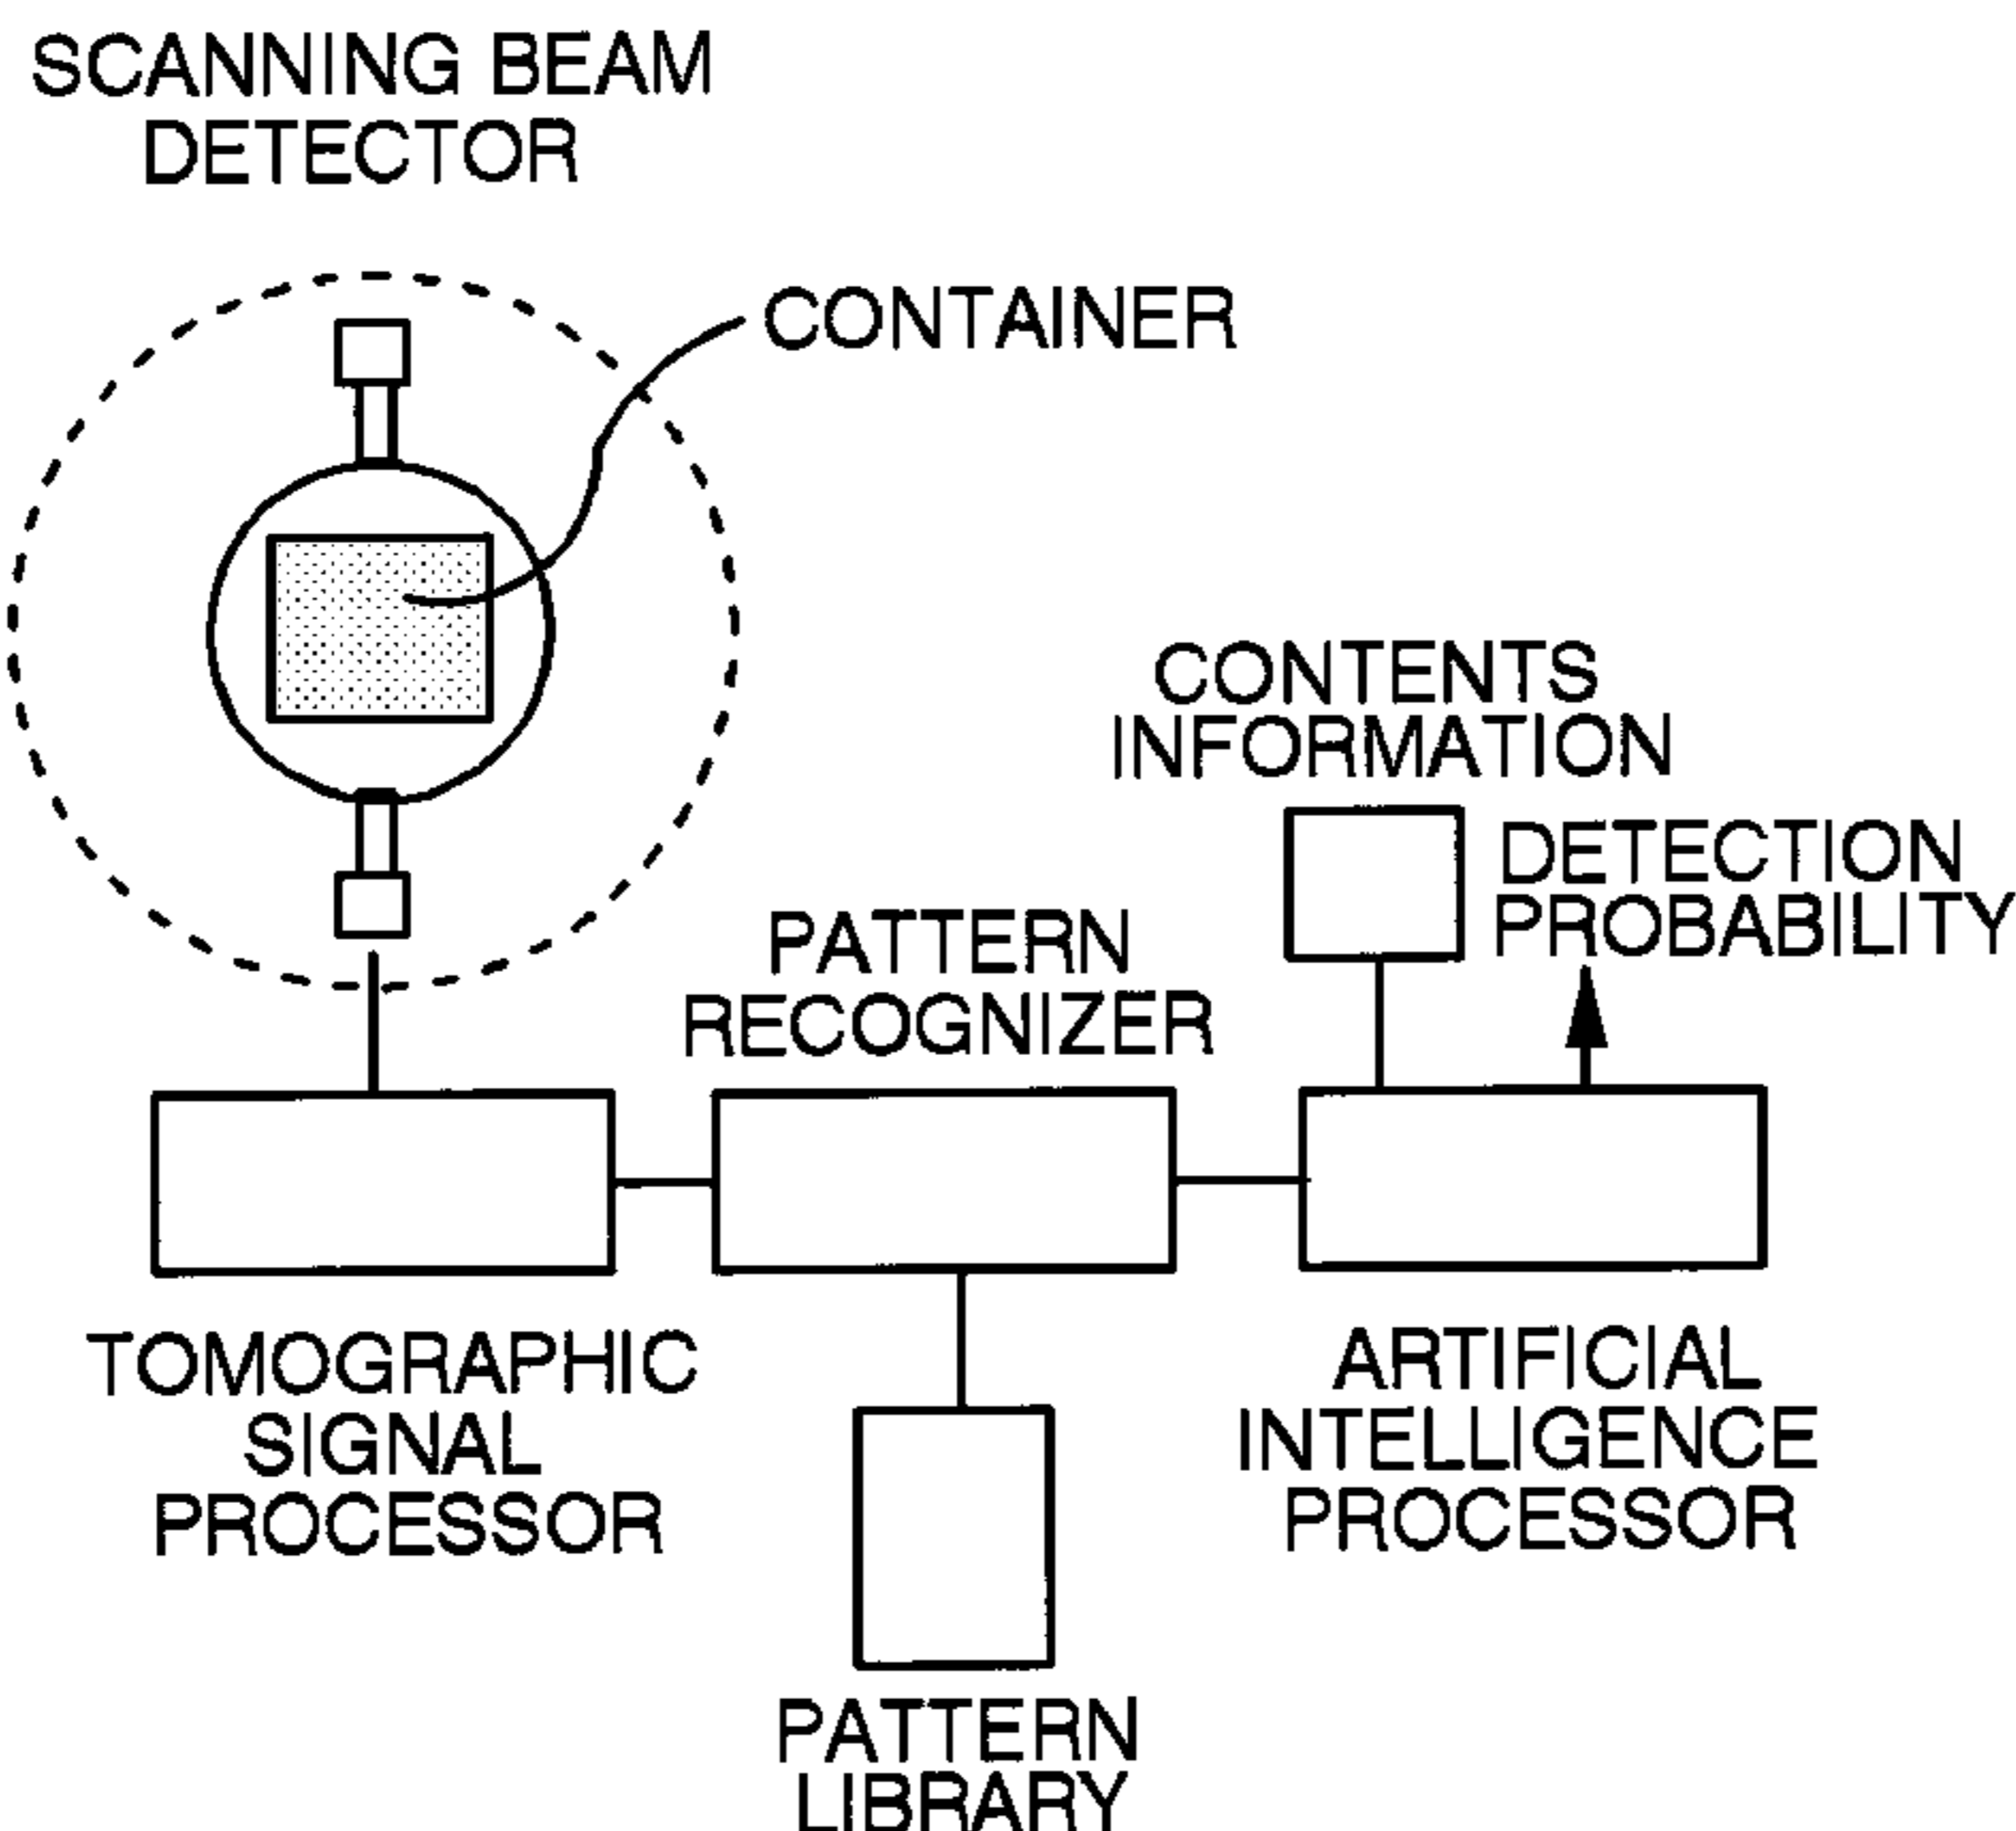 SCANNING BEAM
DETECTOR
CONTAINER
CONTENTS
INFORMATION
DETECTION
PROBABILITY
PATTERN
RECOGNIZER
TOMOGRAPHIC
SIGNAL
PROCESSOR
ARTIFICIAL
INTELLIGENCE
PROCESSOR
PATTERN
LIBRARY